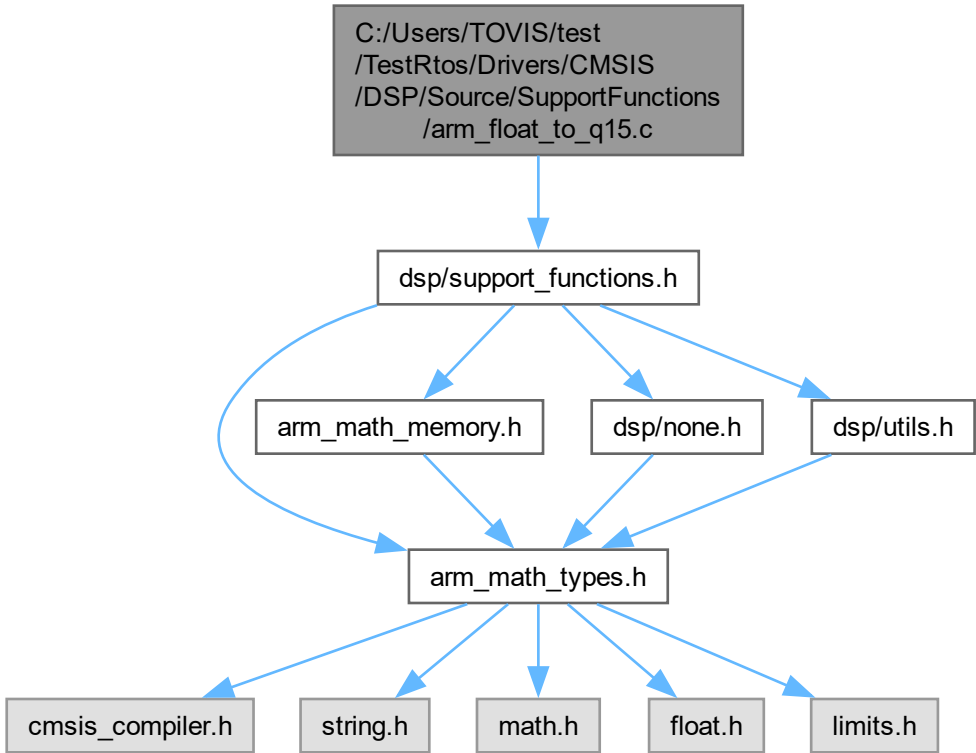 C:/Users/TOVIS/test
/TestRtos/Drivers/CMSIS
/DSP/Source/SupportFunctions
/arm_float_to_q15.c
dsp/support_functions.h
arm_math_memory.h
dsp/none.h
dsp/utils.h
arm_math_types.h
cmsis_compiler.h
string.h
math.h
float.h
limits.h